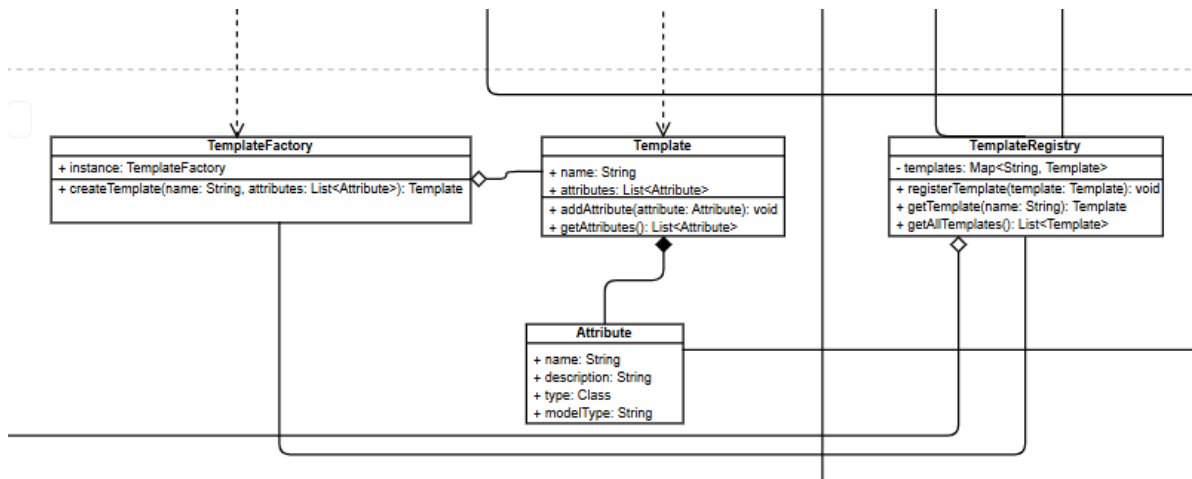 TemplateFactory
+ instance: TemplateFactory
+ createTemplate(name: String, attributes: List<Attribute>): Template
Template
+ name: String
+ attributes: List<Attribute>
+ addAttribute(attribute: Attribute): void
+ getAttributes(): List<Attribute>
TemplateRegistry
- templates: Map<String, Template>
+ registerTemplate(template: Template): void
+ getTemplate(name: String): Template
+ getAllTemplates(): List<Template>
Attribute
+ name: String
+ description: String
+ type: Class
+ modelType: String